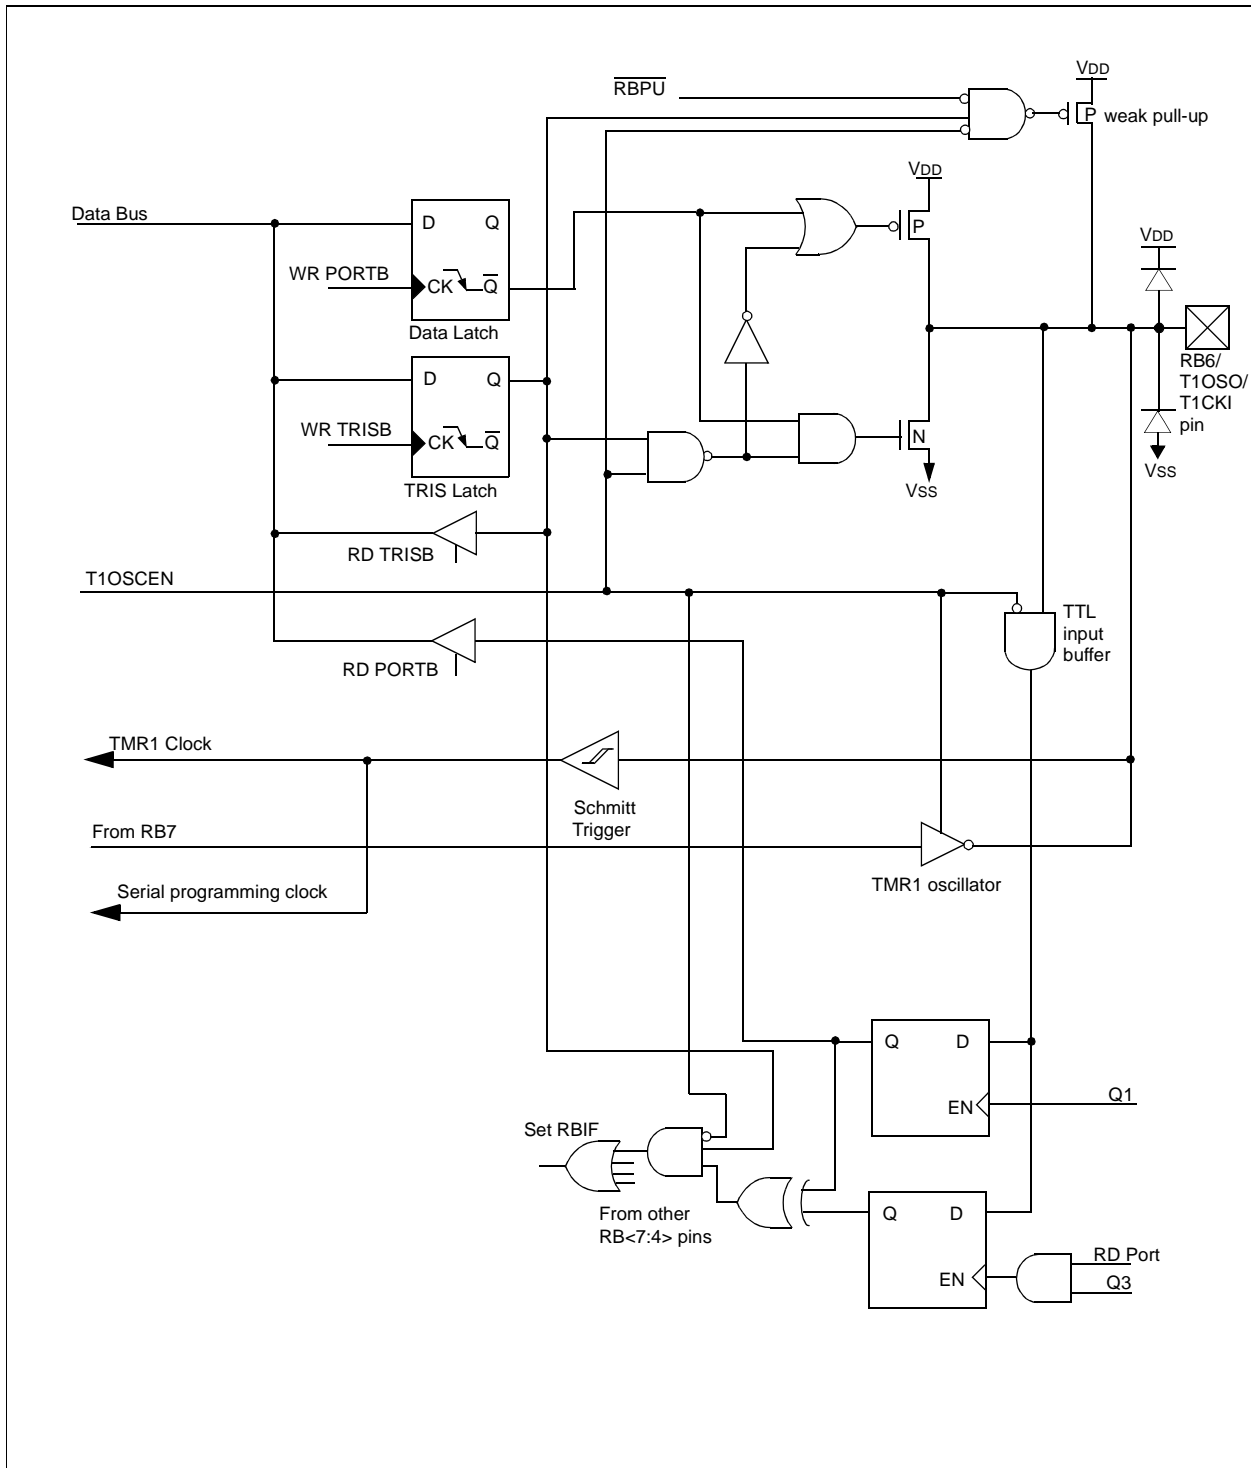 VDD
RBPU
P weak pull-up
VDD
Data Bus
D Q
P
VDD
WR PORTB
CK Q
Data Latch
D Q
RB6/
T1OSO/
T1CKI
pin
WR TRISB
CK Q
N
TRIS Latch
VSS
VSS
RD TRISB
T1OSCEN
TTL
input
buffer
RD PORTB
TMR1 Clock
Schmitt
Trigger
From RB7
TMR1 oscillator
Serial programming clock
Q D
EN
Q1
Set RBIF
From other
RB<7:4> pins
Q D
RD Port
EN
Q3